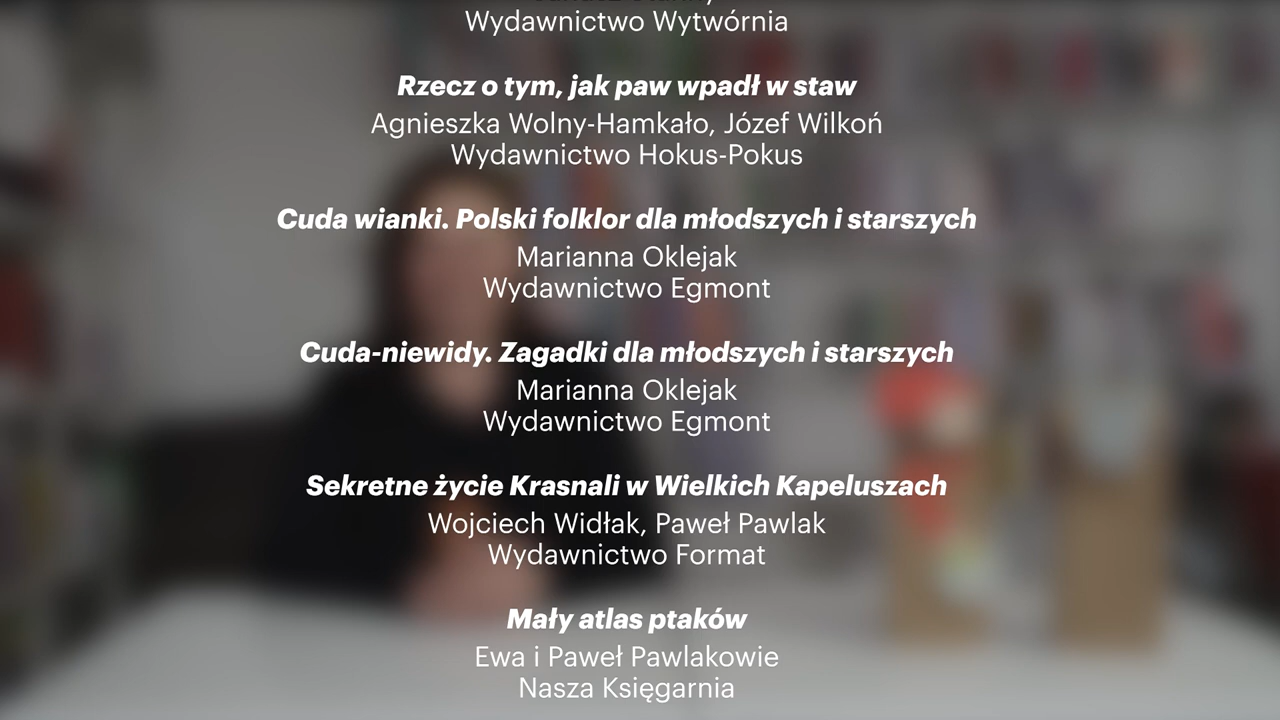 Wydawnictwo Wytwórnia
Rzecz o tym, jak paw wpadł w staw
Agnieszka Wolny-Hamkało, Józef Wilkoń
Wydawnictwo Hokus-Pokus
Cuda wianki. Polski folklor dla młodszych i starszych
Marianna Oklejak
Wydawnictwo Egmont
Cuda-niewidy. Zagadki dla młodszych i starszych
Marianna Oklejak
Wydawnictwo Egmont
Sekretne życie Krasnali w Wielkich Kapeluszach
Wojciech Widłak, Paweł Pawlak
Wydawnictwo Format
Mały atlas ptaków
Ewa i Paweł Pawlakowie
Nasza Księgarnia